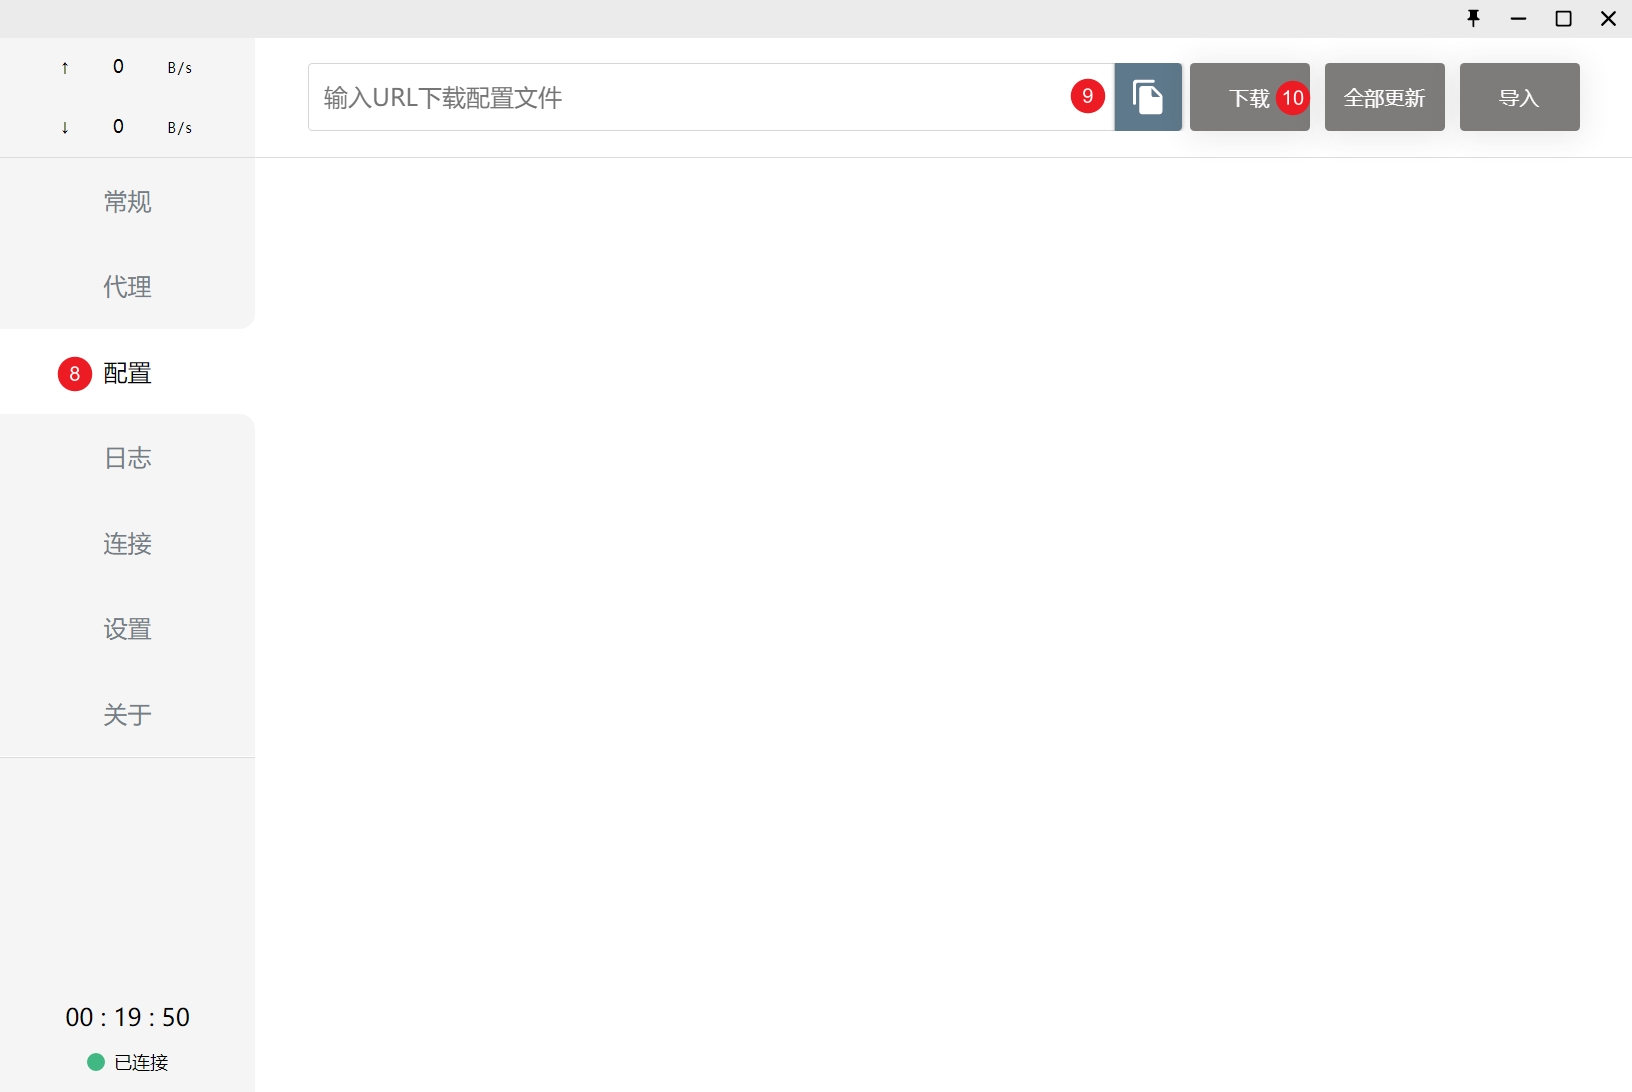 ↑ 0 B/s
↓ 0 B/s
输入URL下载配置文件
9
下载 10
全部更新
导入
常规
代理
8 配置
日志
连接
设置
关于
00 : 19 : 50
已连接